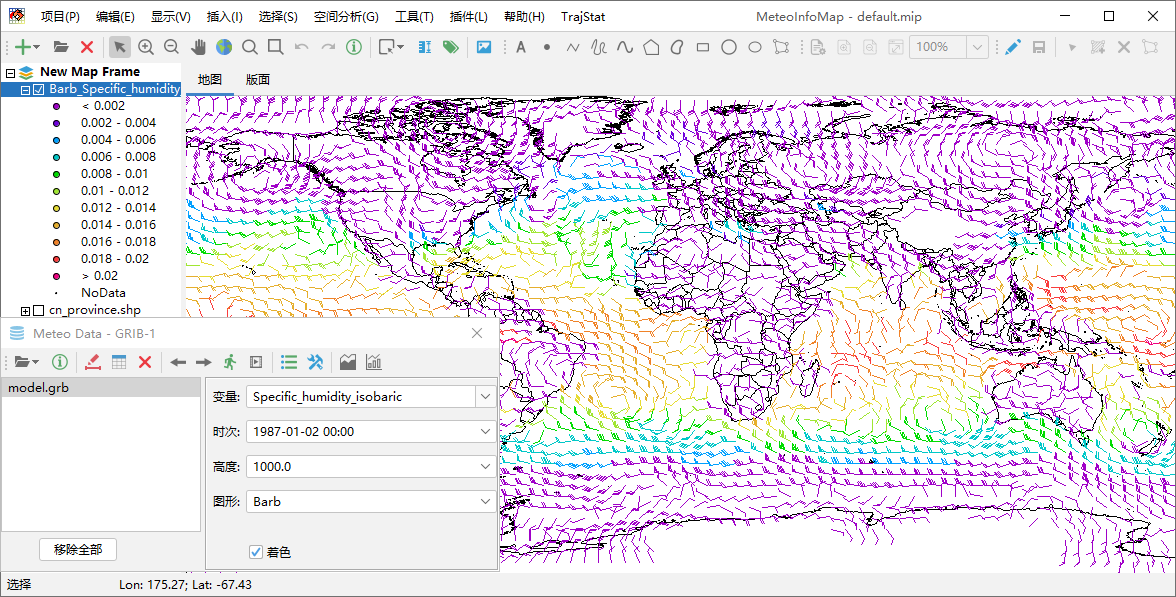 MeteoInfoMap - default.mip
项目(P) 编辑(E) 显示(V) 插入(I) 选择(S) 空间分析(G) 工具(T) 插件(L) 帮助(H) TrajStat
A 100%
New Map Frame
地图 版面
Barb_Specific_humidity
< 0.002
0.002 - 0.004
0.004 - 0.006
0.006 - 0.008
0.008 - 0.01
0.01 - 0.012
0.012 - 0.014
0.014 - 0.016
0.016 - 0.018
0.018 - 0.02
> 0.02
NoData
cn_province.shp
Meteo Data - GRIB-1
model.grb
变量: Specific_humidity_isobaric
时次: 1987-01-02 00:00
高度: 1000.0
图形: Barb
移除全部
着色
选择 Lon: 175.27; Lat: -67.43